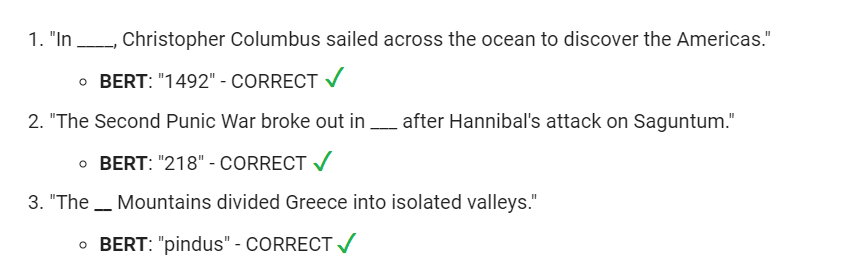 1. "In ____, Christopher Columbus sailed across the ocean to discover the Americas."
○ BERT: "1492" - CORRECT ✓
2. "The Second Punic War broke out in ___ after Hannibal's attack on Saguntum."
○ BERT: "218" - CORRECT ✓
3. "The __ Mountains divided Greece into isolated valleys."
○ BERT: "pindus" - CORRECT ✓